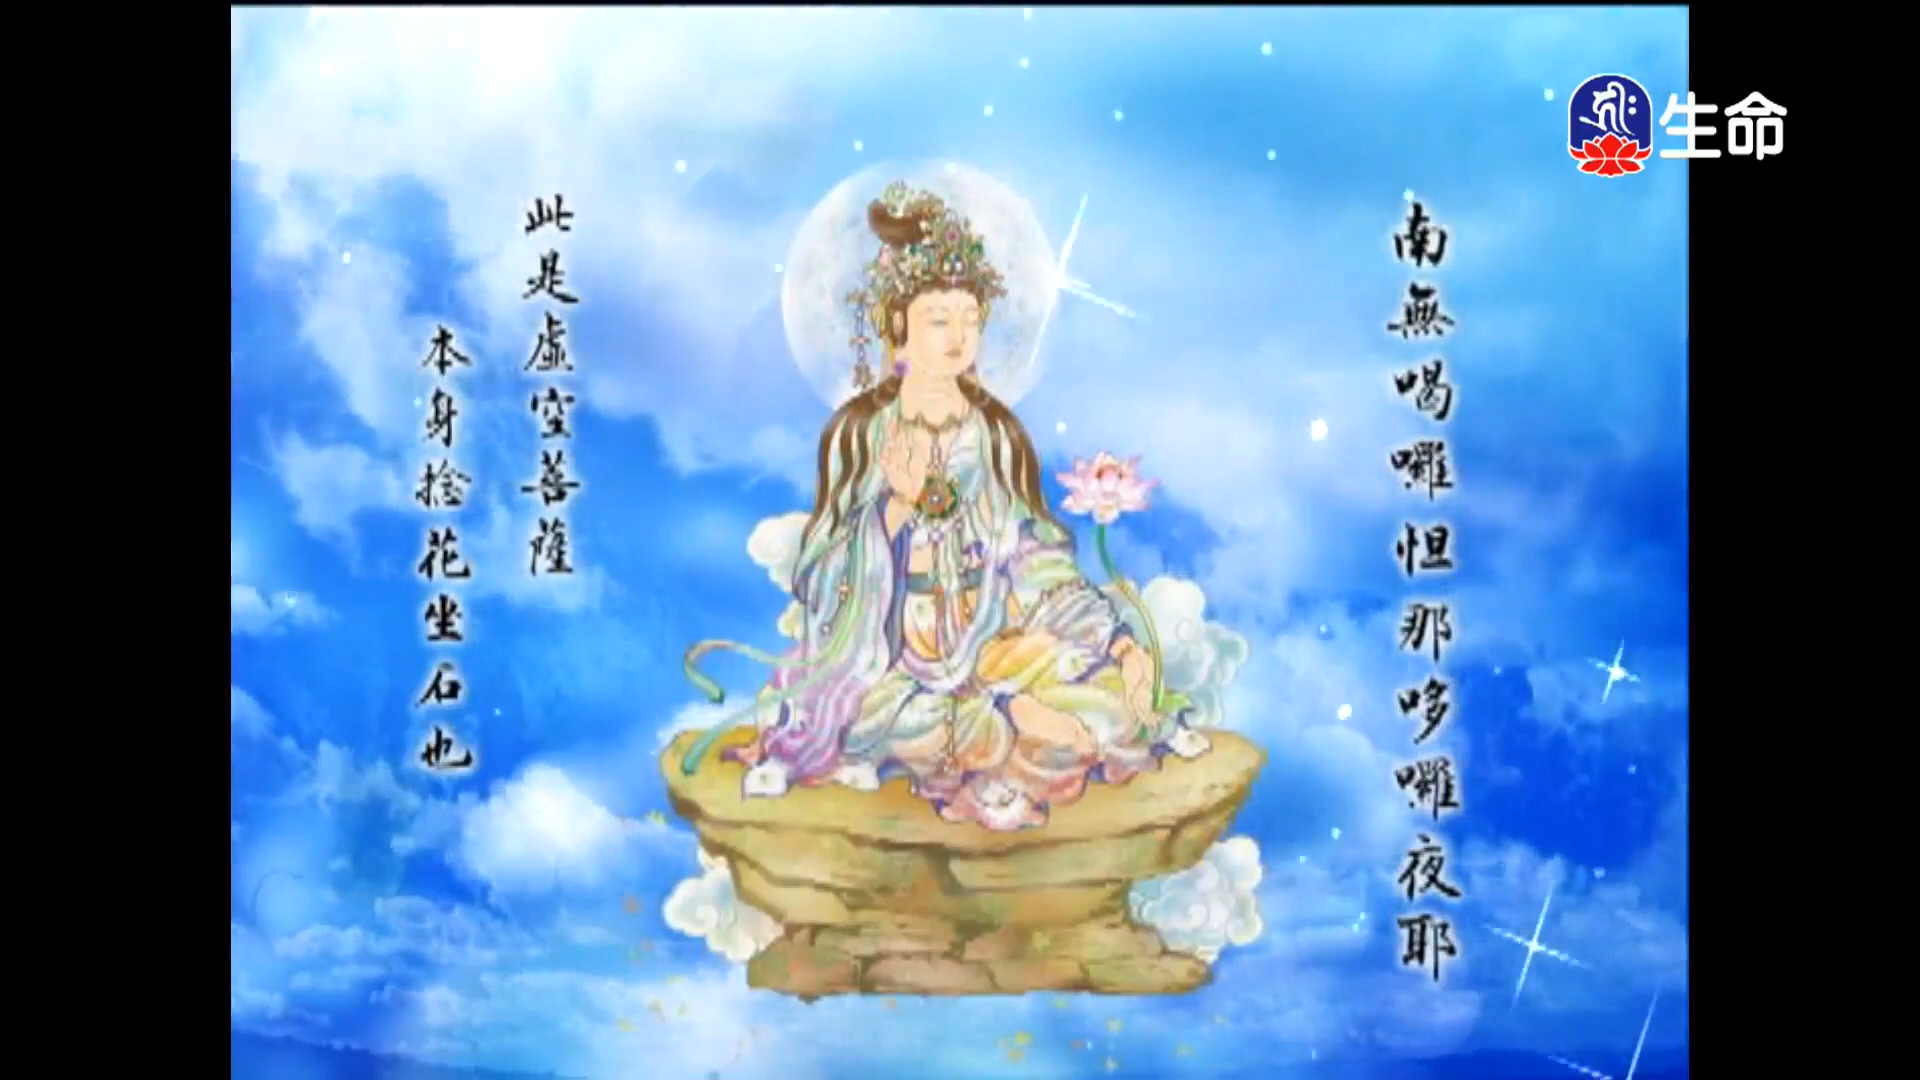 南無喝囉怛那哆囉夜耶
此是虛空菩薩
本身捻花坐石也
生命